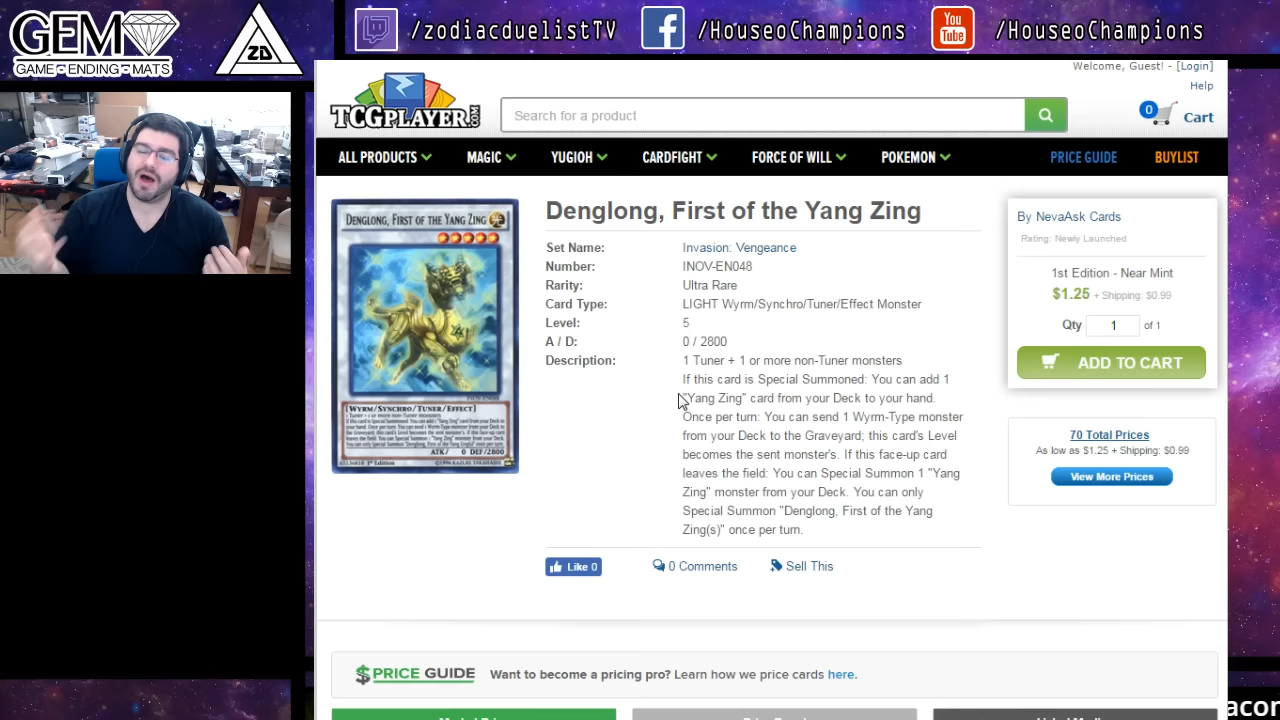 GEM
GAME-ENDING-MATS
ZD
/zodiacduelistTV
/HouseoChampions
You
Tube
/HouseoChampions
Welcome, Guest! - [Login]
Help
TCGPLAYER.COM
Search for a product
0
Cart
ALL PRODUCTS
MAGIC
YUGIOH
CARDFIGHT
FORCE OF WILL
POKEMON
PRICE GUIDE
BUYLIST
DENGLONG, FIRST OF THE YANG ZING
[WYRM/SYNCHRO/TUNER/EFFECT]
ATK/ 0 DEF/2800
1st Edition
Denglong, First of the Yang Zing
Set Name: Invasion: Vengeance
Number: INOV-EN048
Rarity: Ultra Rare
Card Type: LIGHT Wyrm/Synchro/Tuner/Effect Monster
Level: 5
A / D: 0 / 2800
Description: 1 Tuner + 1 or more non-Tuner monsters
If this card is Special Summoned: You can add 1
"Yang Zing" card from your Deck to your hand.
Once per turn: You can send 1 Wyrm-Type monster
from your Deck to the Graveyard; this card's Level
becomes the sent monster's. If this face-up card
leaves the field: You can Special Summon 1 "Yang
Zing" monster from your Deck. You can only
Special Summon "Denglong, First of the Yang
Zing(s)" once per turn.
Like 0
0 Comments
Sell This
By NevaAsk Cards
Rating: Newly Launched
1st Edition - Near Mint
$1.25 + Shipping: $0.99
Qty 1 of 1
ADD TO CART
70 Total Prices
As low as $1.25 + Shipping: $0.99
View More Prices
PRICE GUIDE
Want to become a pricing pro? Learn how we price cards here.
acon